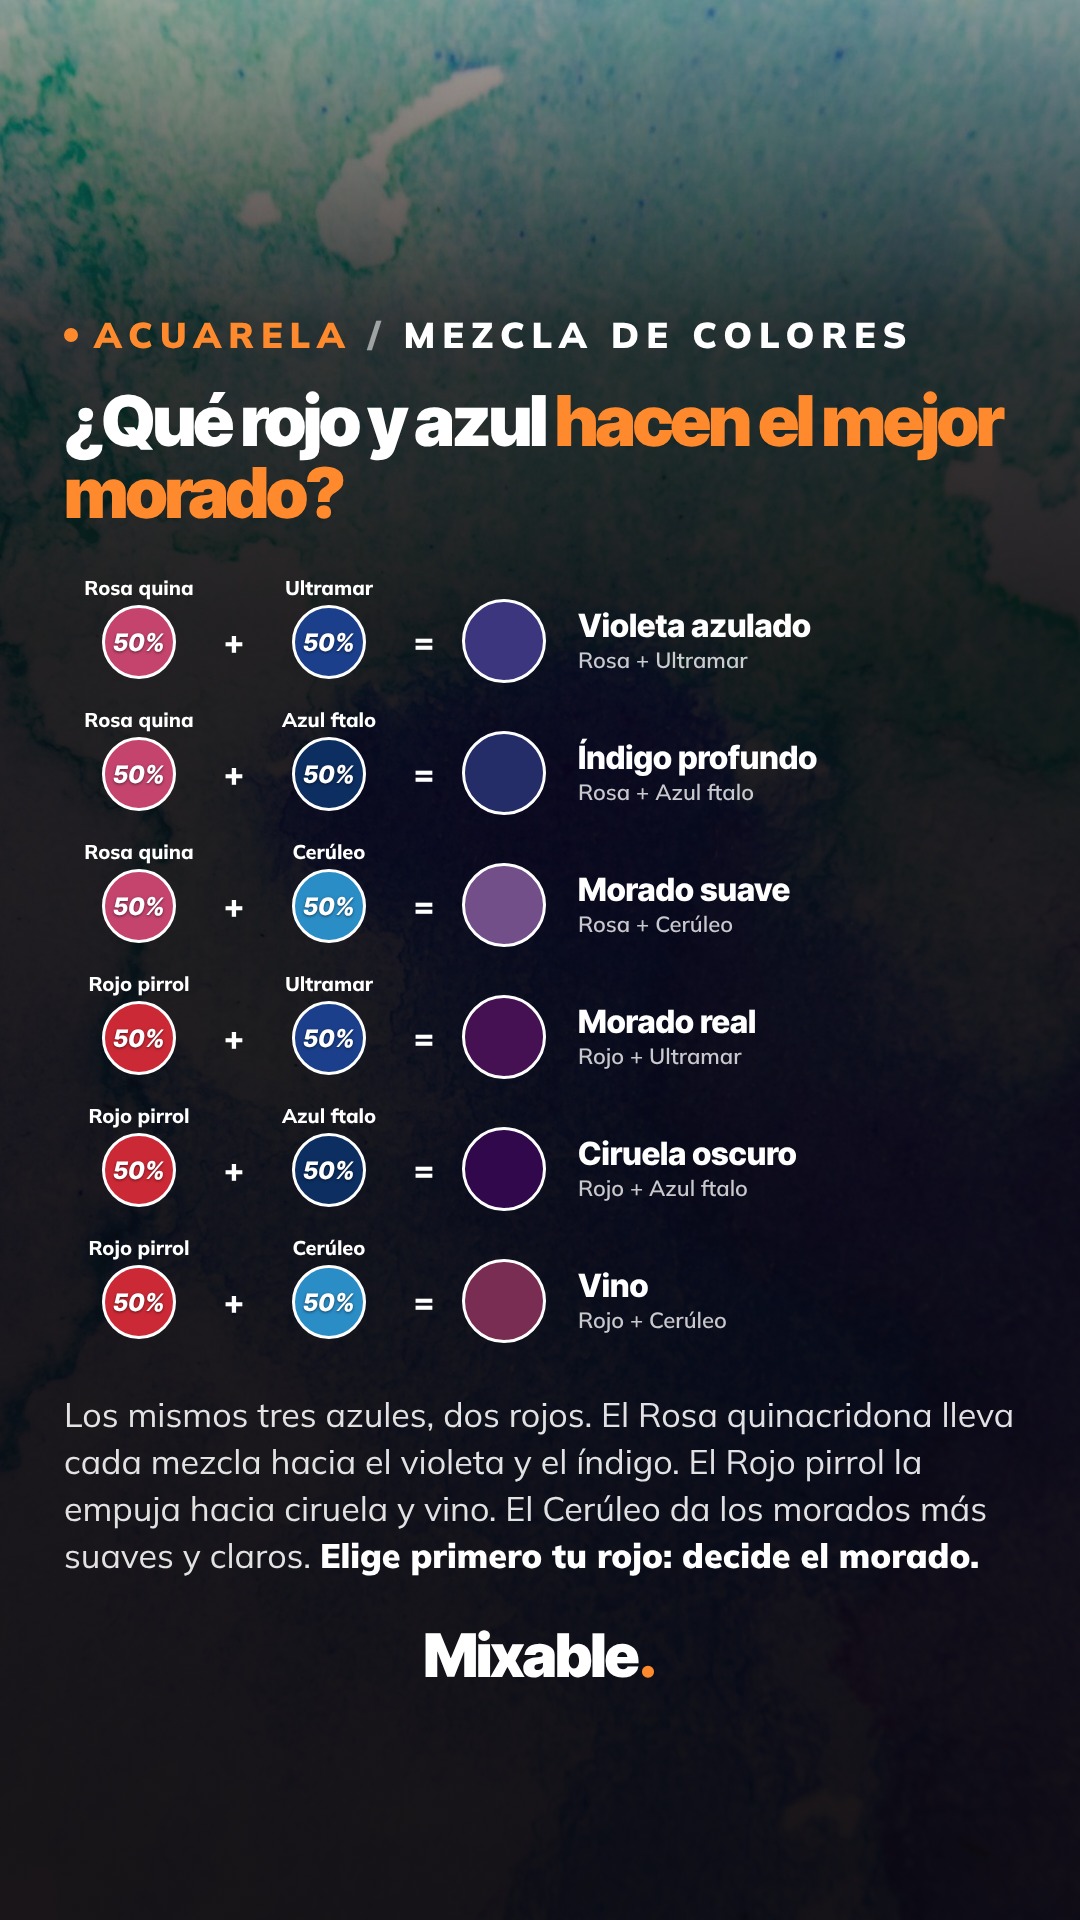 • ACUARELA / MEZCLA DE COLORES
¿Qué rojo y azul hacen el mejor
morado?
Rosa quina Ultramar
50% + 50% = Violeta azulado
Rosa + Ultramar
Rosa quina Azul ftalo
50% + 50% = Índigo profundo
Rosa + Azul ftalo
Rosa quina Cerúleo
50% + 50% = Morado suave
Rosa + Cerúleo
Rojo pirrol Ultramar
50% + 50% = Morado real
Rojo + Ultramar
Rojo pirrol Azul ftalo
50% + 50% = Ciruela oscuro
Rojo + Azul ftalo
Rojo pirrol Cerúleo
50% + 50% = Vino
Rojo + Cerúleo
Los mismos tres azules, dos rojos. El Rosa quinacridona lleva
cada mezcla hacia el violeta y el índigo. El Rojo pirrol la
empuja hacia ciruela y vino. El Cerúleo da los morados más
suaves y claros. Elige primero tu rojo: decide el morado.
Mixable.